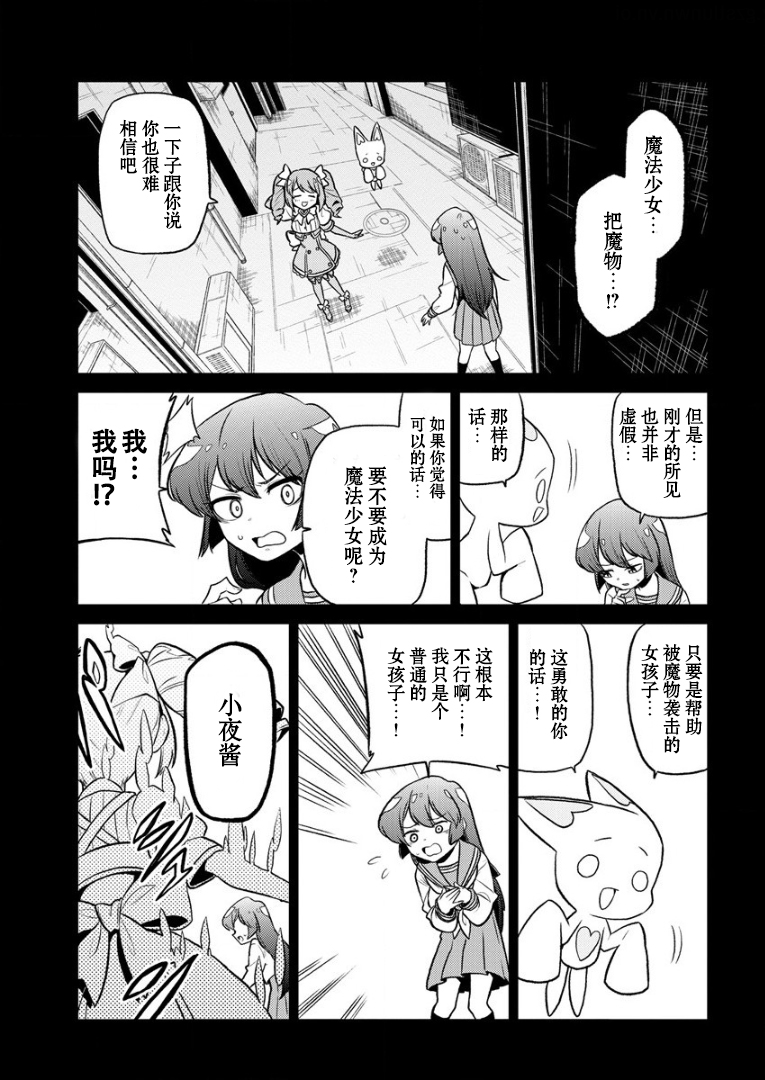 魔法少女…
把魔物…!?
一下子跟你说
你也很难
相信吧
但是…
刚才的所见
也并非
虚假…
那样的
话…
如果你觉得
可以的话…
要不要成为
魔法少女呢?
我…
我吗!?
只要是帮助
被魔物袭击的
女孩子…
这勇敢的你
的话…!
这根本
不行啊…!
我只是个
普通的
女孩子…!
小夜酱